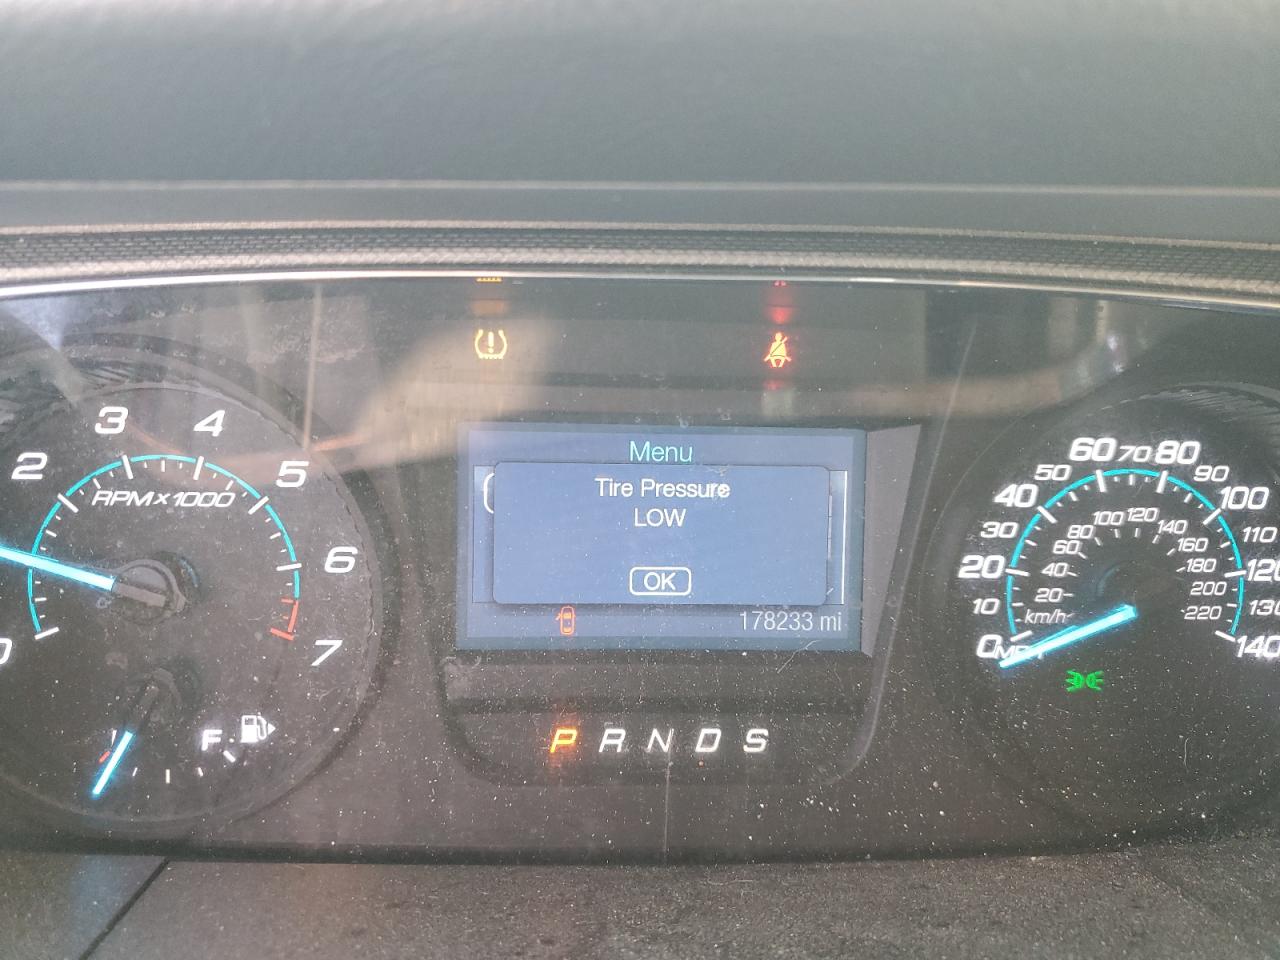 Menu
Tire Pressure
LOW
OK
178233 mi
0 2 3 4 5 6 7
RPM×1000
F
P R N D S
0 10 20 30 40 50 60 70 80 90 100 110 120 130 140
MPH
20 40 60 80 100 120 140 160 180 200 220
km/h